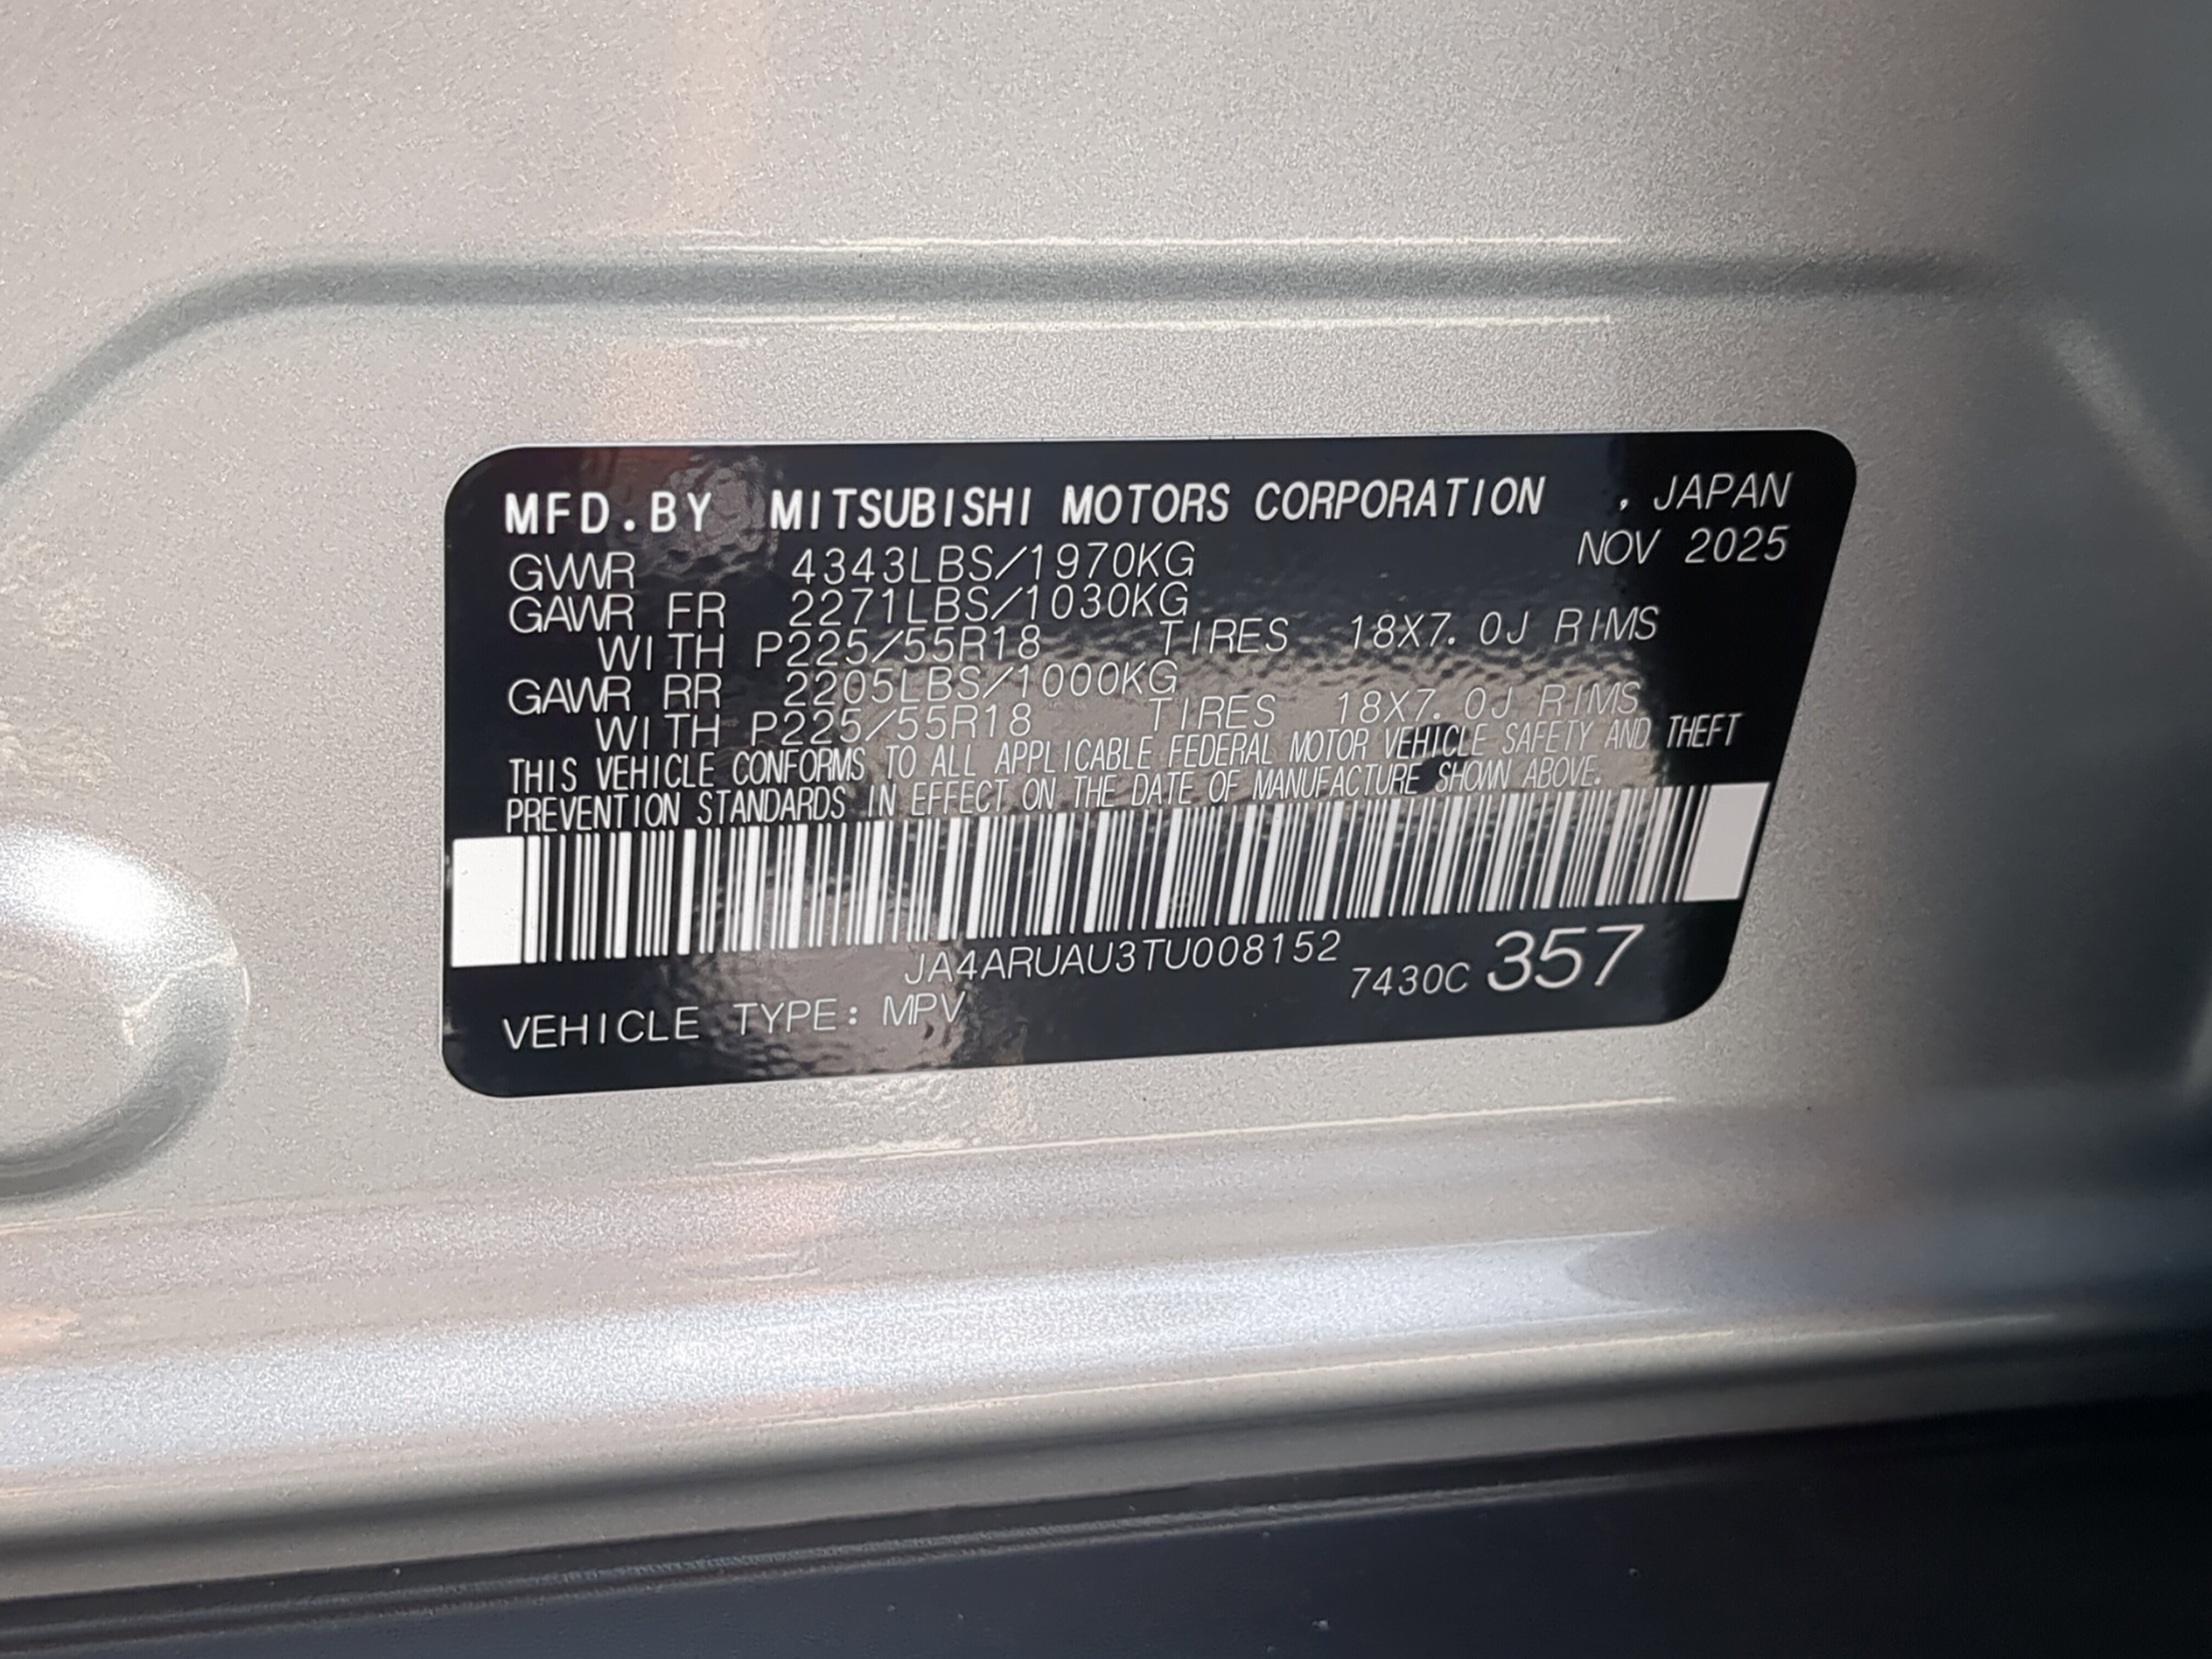 MFD.BY MITSUBISHI MOTORS CORPORATION , JAPAN
NOV 2025
GVWR 4343LBS/1970KG
GAWR FR 2271LBS/1030KG
WITH P225/55R18 TIRES 18X7.0J RIMS
GAWR RR 2205LBS/1000KG
WITH P225/55R18 TIRES 18X7.0J RIMS
THIS VEHICLE CONFORMS TO ALL APPLICABLE FEDERAL MOTOR VEHICLE SAFETY AND THEFT
PREVENTION STANDARDS IN EFFECT ON THE DATE OF MANUFACTURE SHOWN ABOVE.
JA4ARUAU3TU008152
7430C 357
VEHICLE TYPE: MPV